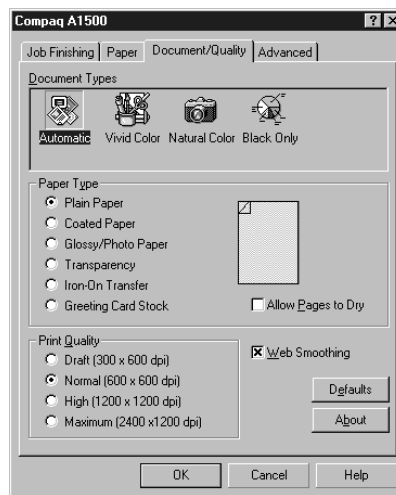 Compaq A1500
Job Finishing Paper Document/Quality Advanced
Document Types
Automatic Vivid Color Natural Color Black Only
Paper Type
Plain Paper
Coated Paper
Glossy/Photo Paper
Transparency
Iron-On Transfer
Greeting Card Stock
Allow Pages to Dry
Print Quality
Draft (300 x 600 dpi)
Normal (600 x 600 dpi)
High (1200 x 1200 dpi)
Maximum (2400 x1200 dpi)
Web Smoothing
Defaults
About
OK Cancel Help